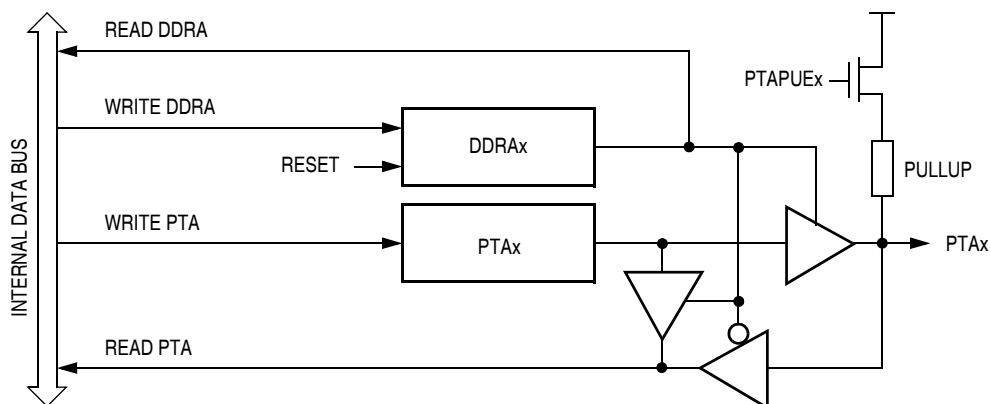 READ DDRA
PTAPUEx
WRITE DDRA
DDRAx
RESET
PULLUP
INTERNAL DATA BUS
WRITE PTA
PTAx
PTAx
READ PTA